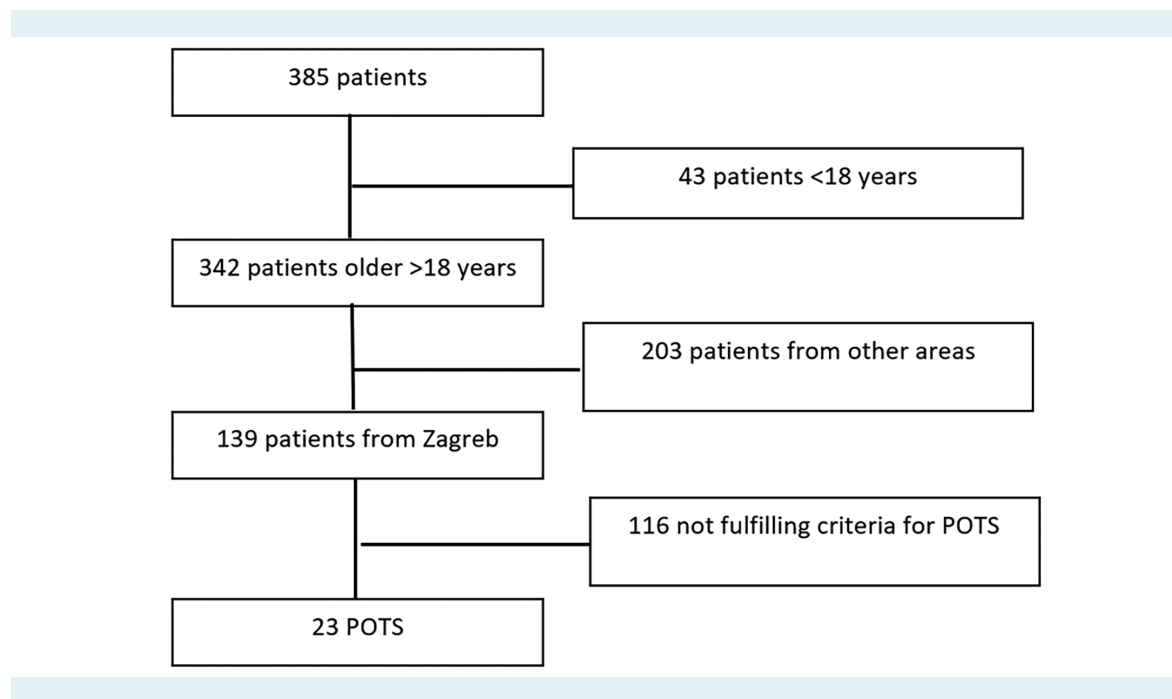 385 patients
43 patients <18 years
342 patients older >18 years
203 patients from other areas
139 patients from Zagreb
116 not fulfilling criteria for POTS
23 POTS